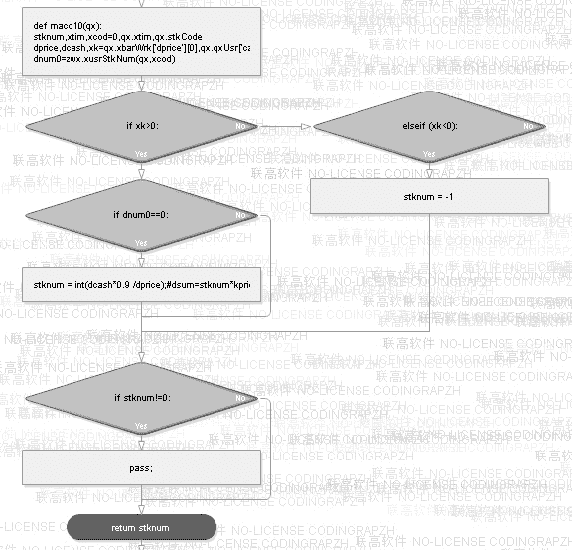 def macc10(qx):
stknum,xtim,xcod=0,qx.xtim,qx.stkCode
dprice,dcash,xk=qx.xbarWrk['dprice'][0],qx.qxUsr['ca
dnum0=zwx.xusrStkNum(qx,xcod)
if xk>0:
No
Yes
elseif (xk<0):
No
Yes
stknum = -1
if dnum0==0:
No
Yes
stknum = int(dcash*0.9 /dprice);#dsum=stknum*kpric
if stknum!=0:
No
Yes
pass;
return stknum
联高软件 NO-LICENSE CODINGRAPZH